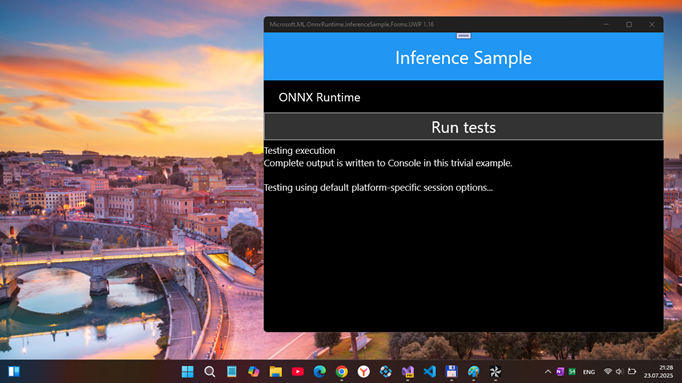 Microsoft.ML.OnnxRuntime.InferenceSample.Forms.UWP 1.16
Inference Sample
ONNX Runtime
Run tests
Testing execution
Complete output is written to Console in this trivial example.
Testing using default platform-specific session options...
ENG
21:28
23.07.2025